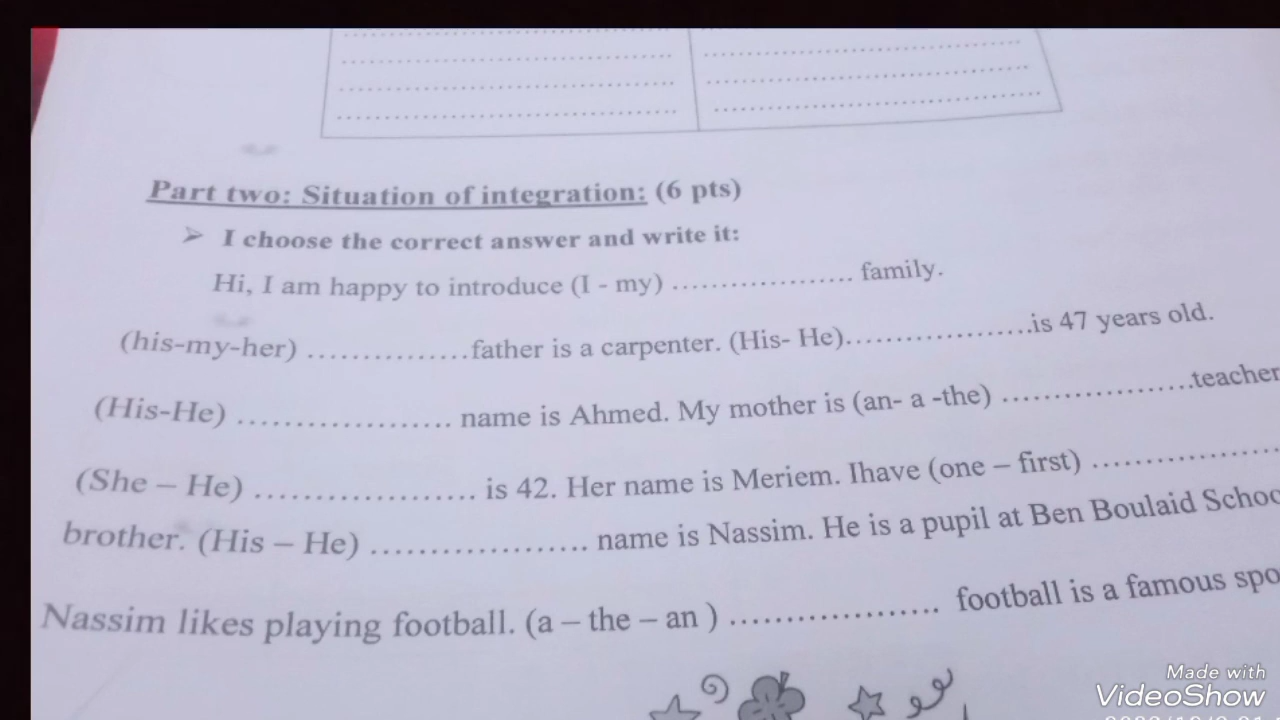 Part two: Situation of integration: (6 pts)
➢ I choose the correct answer and write it:
Hi, I am happy to introduce (I - my) ................... family.
(his-my-her) ................father is a carpenter. (His- He)...................is 47 years old.
(His-He) .................... name is Ahmed. My mother is (an- a -the) ...................teacher
(She – He) ..................... is 42. Her name is Meriem. Ihave (one – first) ..................
brother. (His – He) .................... name is Nassim. He is a pupil at Ben Boulaid
Nassim likes playing football. (a – the – an ) ................... football is a famous
Made with
VideoShow